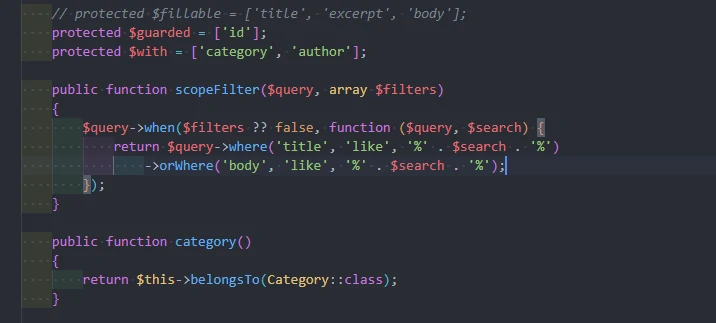 // protected $fillable = ['title', 'excerpt', 'body'];
protected $guarded = ['id'];
protected $with = ['category', 'author'];
public function scopeFilter($query, array $filters)
{
$query->when($filters ?? false, function ($query, $search) {
return $query->where('title', 'like', '%' . $search . '%')
->orWhere('body', 'like', '%' . $search . '%');
});
}
public function category()
{
return $this->belongsTo(Category::class);
}